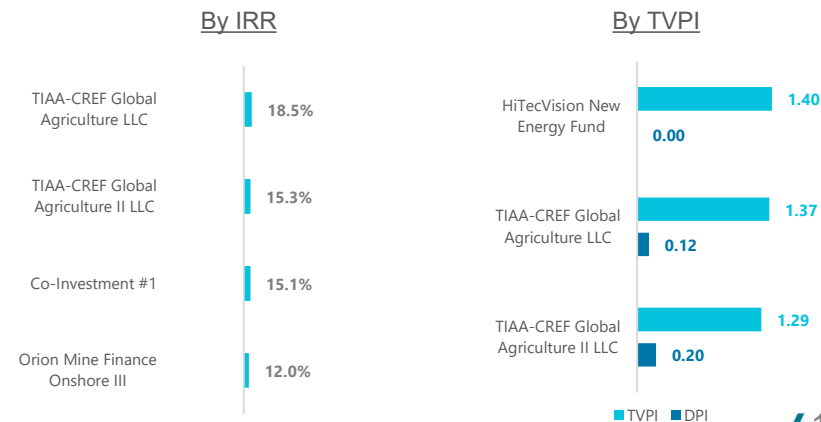 By IRR
TIAA-CREF Global
Agriculture LLC
18.5%
TIAA-CREF Global
Agriculture II LLC
15.3%
Co-Investment #1
15.1%
Orion Mine Finance
Onshore III
12.0%
By TVPI
HiTecVision New
Energy Fund
1.40
0.00
TIAA-CREF Global
Agriculture LLC
1.37
0.12
TIAA-CREF Global
Agriculture II LLC
1.29
0.20
TVPI DPI